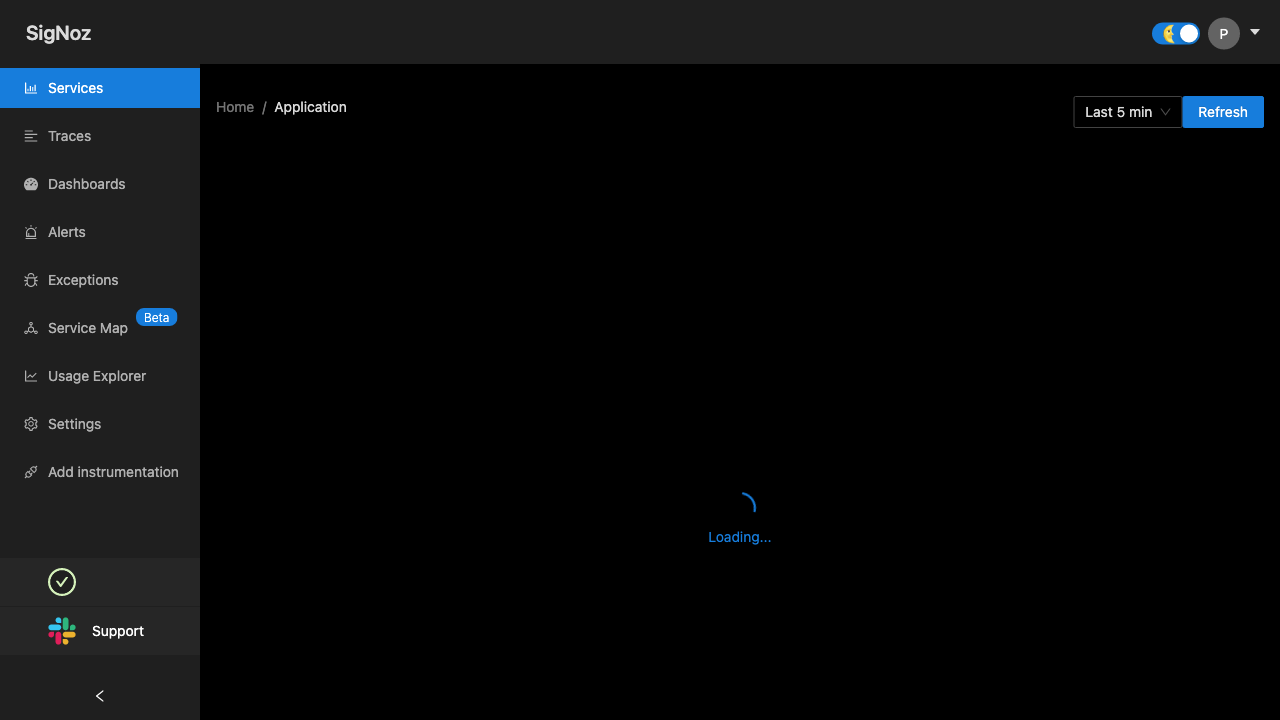 SigNoz
P
Services
Home / Application
Last 5 min
Refresh
Traces
Dashboards
Alerts
Exceptions
Service Map
Beta
Usage Explorer
Settings
Add instrumentation
Loading...
Support